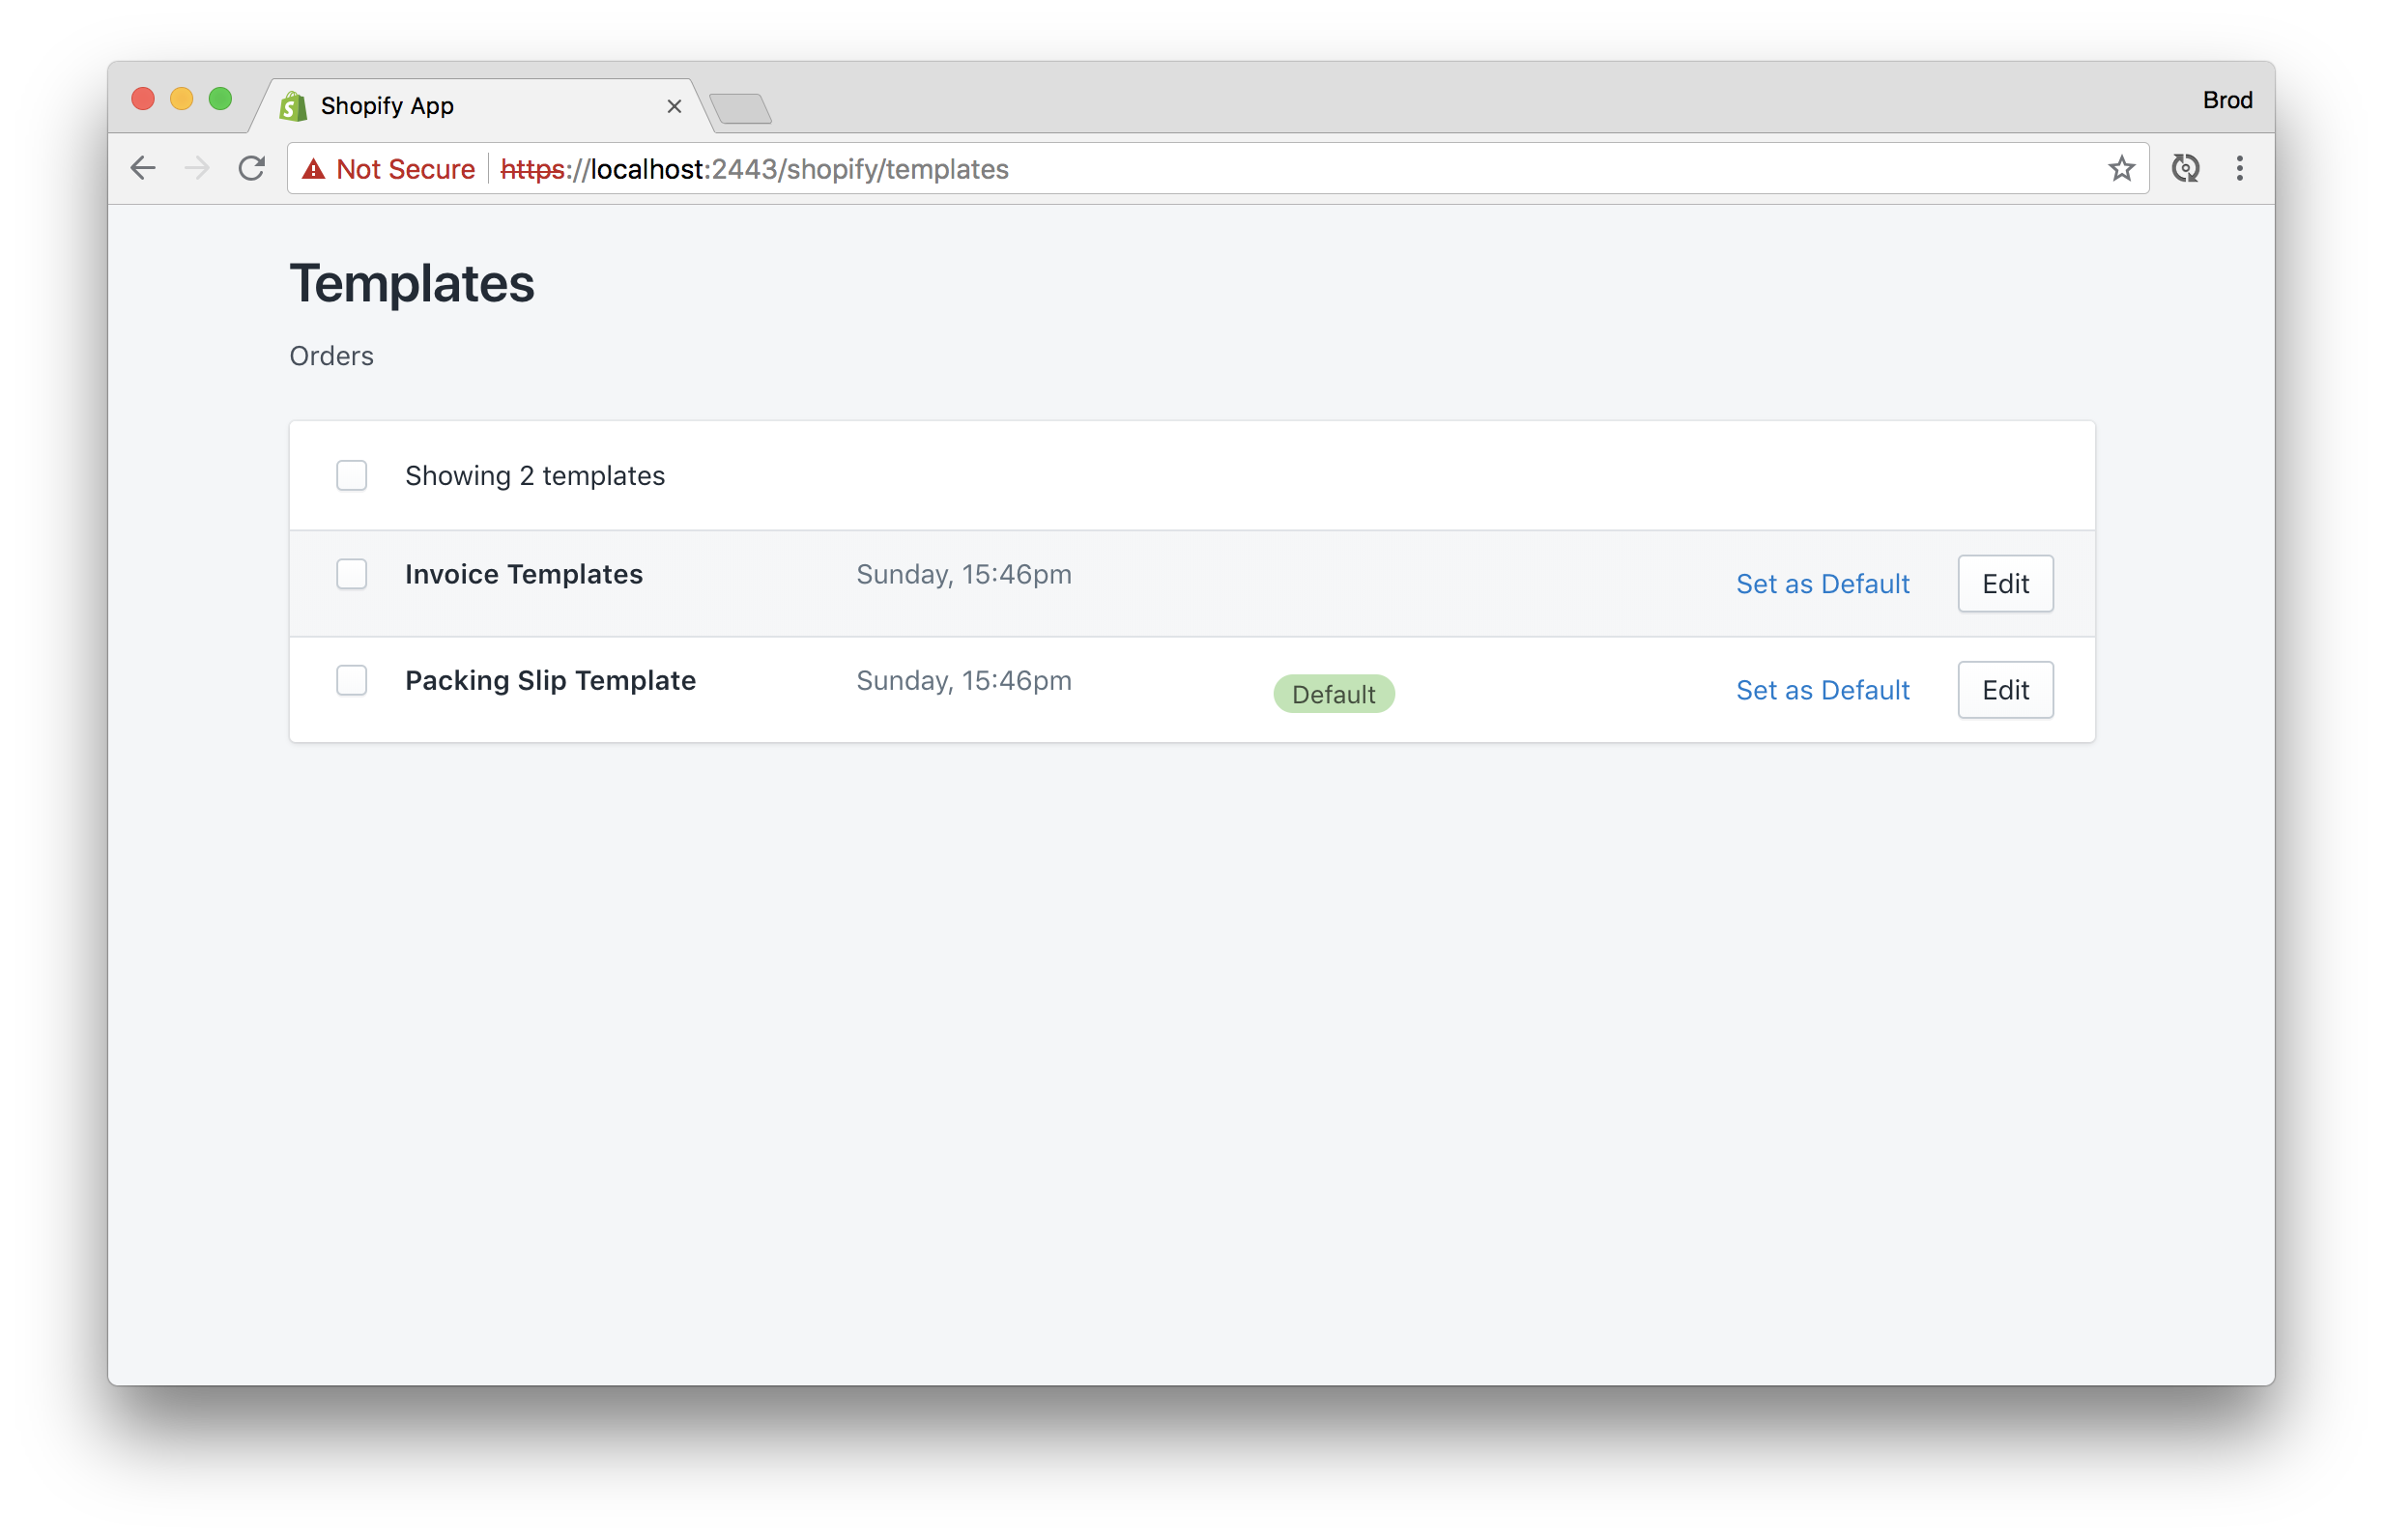 Shopify App
Brod
Not Secure https://localhost:2443/shopify/templates
Templates
Orders
Showing 2 templates
Invoice Templates Sunday, 15:46pm Set as Default Edit
Packing Slip Template Sunday, 15:46pm Default Set as Default Edit